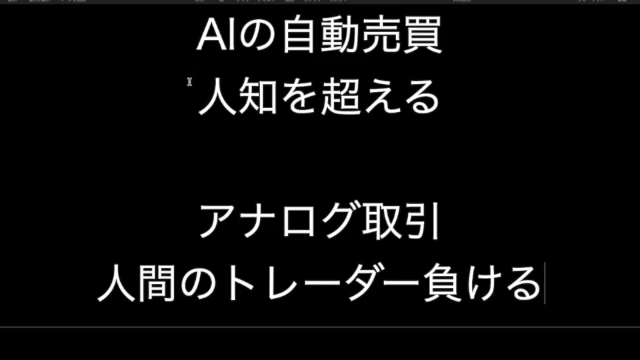 AIの自動売買
人知を超える
アナログ取引
人間のトレーダー負ける